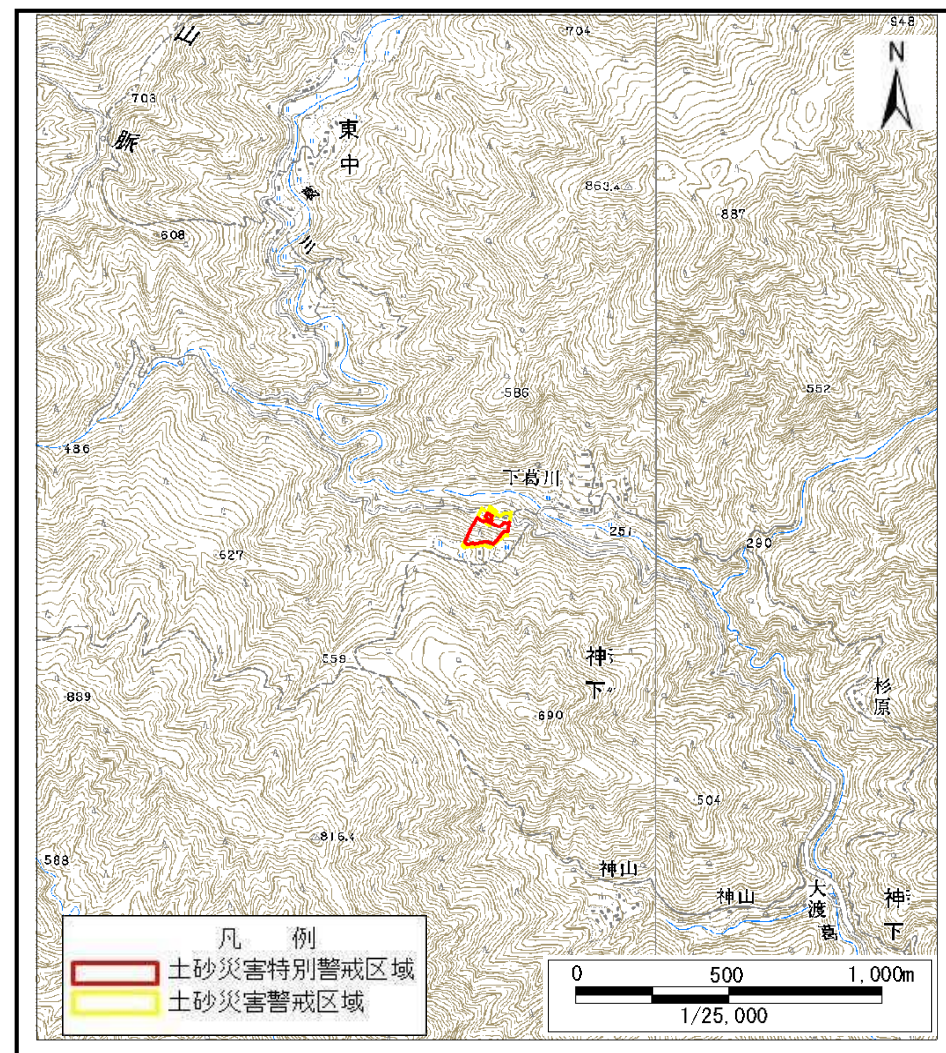 山
脈
704
948
N
703
東中
863.4
887
608
川
586
552
486
下葛川
251
290
627
559
神下
杉原
889
690
504
816.4
588
神山
神山
大渡
神下
凡 例
土砂災害特別警戒区域
土砂災害警戒区域
0 500 1,000m
1/25,000